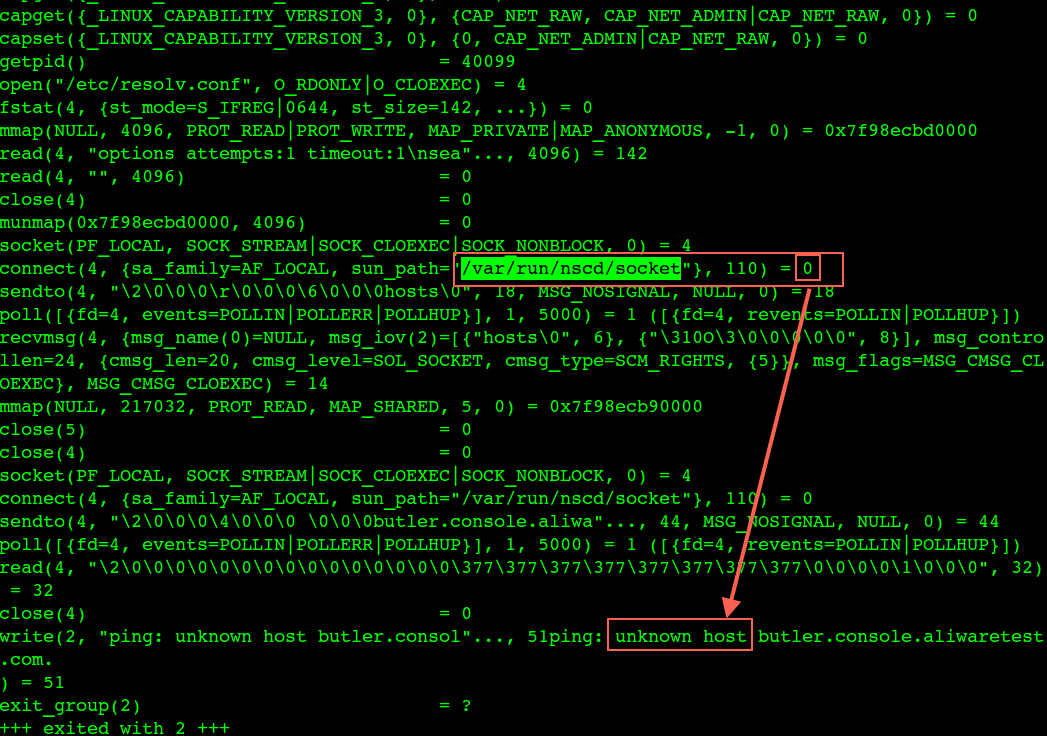 capget({_LINUX_CAPABILITY_VERSION_3, 0}, {CAP_NET_RAW, CAP_NET_ADMIN|CAP_NET_RAW, 0}) = 0
capset({_LINUX_CAPABILITY_VERSION_3, 0}, {0, CAP_NET_ADMIN|CAP_NET_RAW, 0}) = 0
getpid()                                = 40099
open("/etc/resolv.conf", O_RDONLY|O_CLOEXEC) = 4
fstat(4, {st_mode=S_IFREG|0644, st_size=142, ...}) = 0
mmap(NULL, 4096, PROT_READ|PROT_WRITE, MAP_PRIVATE|MAP_ANONYMOUS, -1, 0) = 0x7f98ecbd0000
read(4, "options attempts:1 timeout:1\nsea"..., 4096) = 142
read(4, "", 4096)                       = 0
close(4)                                = 0
munmap(0x7f98ecbd0000, 4096)            = 0
socket(PF_LOCAL, SOCK_STREAM|SOCK_CLOEXEC|SOCK_NONBLOCK, 0) = 4
connect(4, {sa_family=AF_LOCAL, sun_path="/var/run/nscd/socket"}, 110) = 0
sendto(4, "\2\0\0\0\r\0\0\0\6\0\0\0hosts\0", 18, MSG_NOSIGNAL, NULL, 0) = 18
poll([{fd=4, events=POLLIN|POLLERR|POLLHUP}], 1, 5000) = 1 ([{fd=4, revents=POLLIN|POLLHUP}])
recvmsg(4, {msg_name(0)=NULL, msg_iov(2)=[{"hosts\0", 6}, {"\310O\3\0\0\0\0\0", 8}], msg_contro
llen=24, {cmsg_len=20, cmsg_level=SOL_SOCKET, cmsg_type=SCM_RIGHTS, {5}}, msg_flags=MSG_CMSG_CL
OEXEC}, MSG_CMSG_CLOEXEC) = 14
mmap(NULL, 217032, PROT_READ, MAP_SHARED, 5, 0) = 0x7f98ecb90000
close(5)                                = 0
close(4)                                = 0
socket(PF_LOCAL, SOCK_STREAM|SOCK_CLOEXEC|SOCK_NONBLOCK, 0) = 4
connect(4, {sa_family=AF_LOCAL, sun_path="/var/run/nscd/socket"}, 110) = 0
sendto(4, "\2\0\0\0\4\0\0\0 \0\0\0butler.console.aliwa"..., 44, MSG_NOSIGNAL, NULL, 0) = 44
poll([{fd=4, events=POLLIN|POLLERR|POLLHUP}], 1, 5000) = 1 ([{fd=4, revents=POLLIN|POLLHUP}])
read(4, "\2\0\0\0\0\0\0\0\0\0\0\0\0\0\0\0\377\377\377\377\377\377\377\377\0\0\0\0\1\0\0\0", 32)
 = 32
close(4)                                = 0
write(2, "ping: unknown host butler.consol"..., 51ping: unknown host butler.console.aliwaretest
.com.
) = 51
exit_group(2)                           = ?
+++ exited with 2 +++